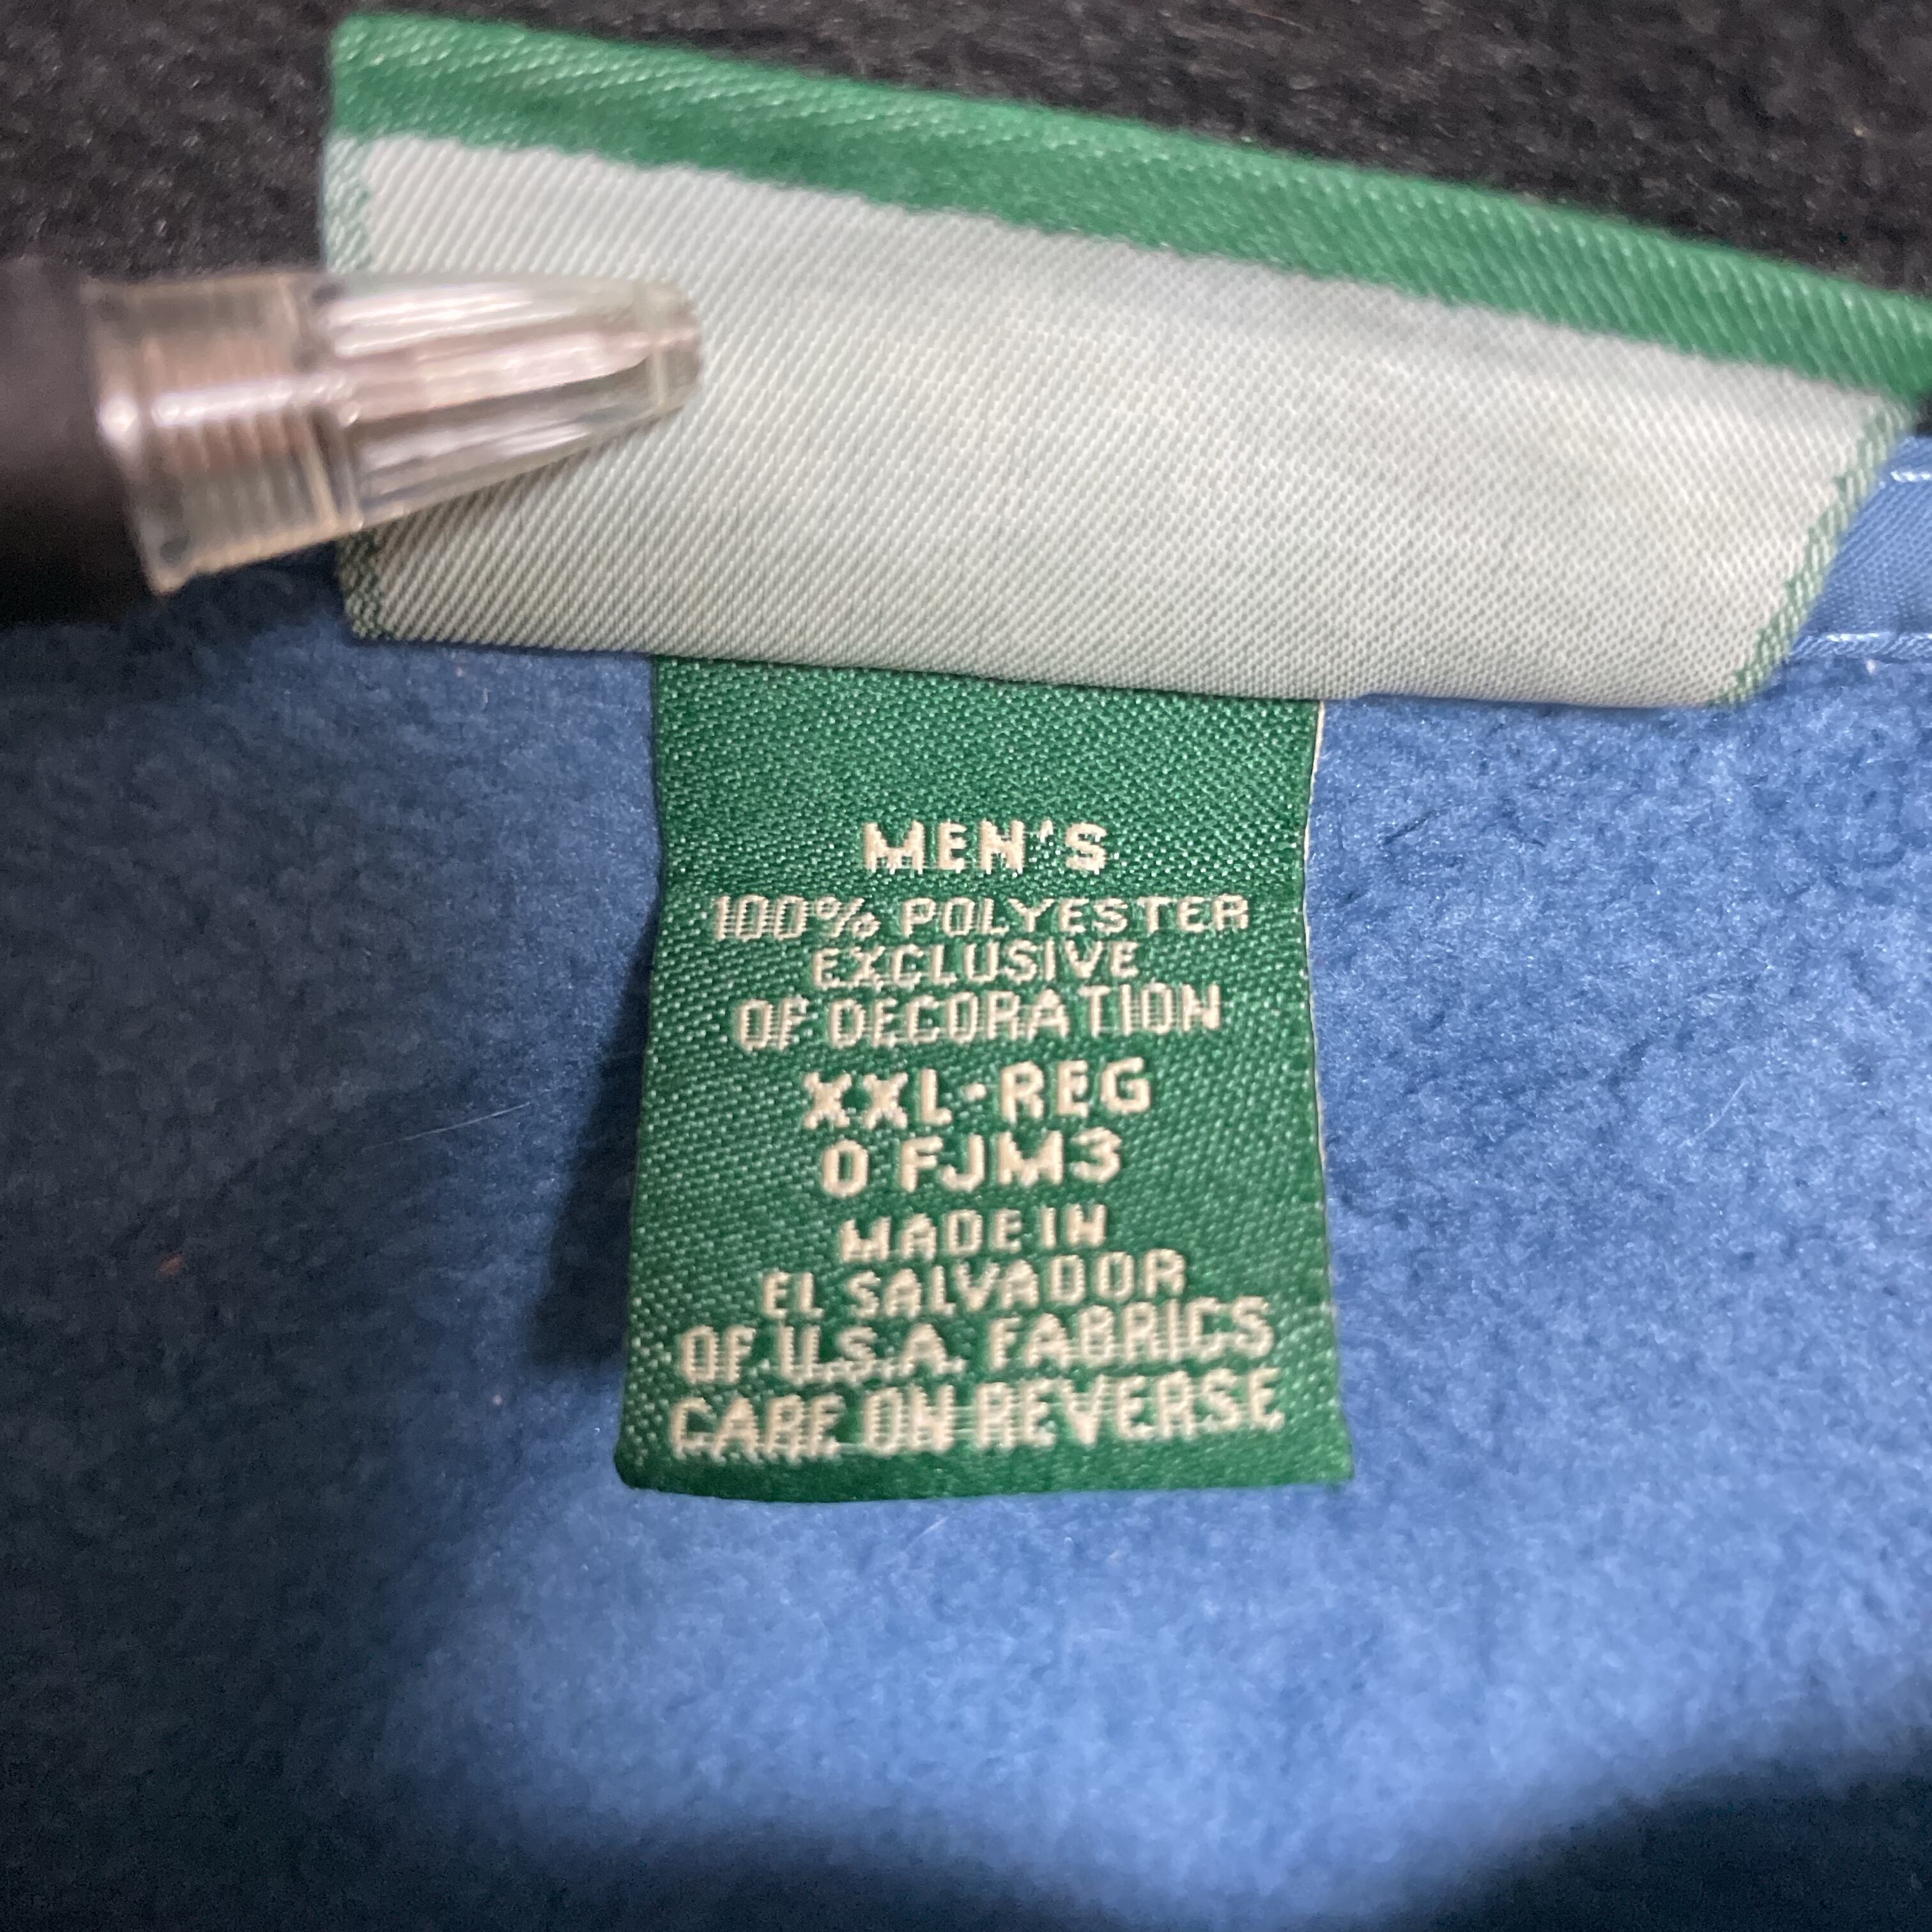 MEN'S
100% POLYESTER
EXCLUSIVE
OF DECORATION
XXL-REG
0 FJM3
MADE IN
EL SALVADOR
OF U.S.A. FABRICS
CARE ON REVERSE